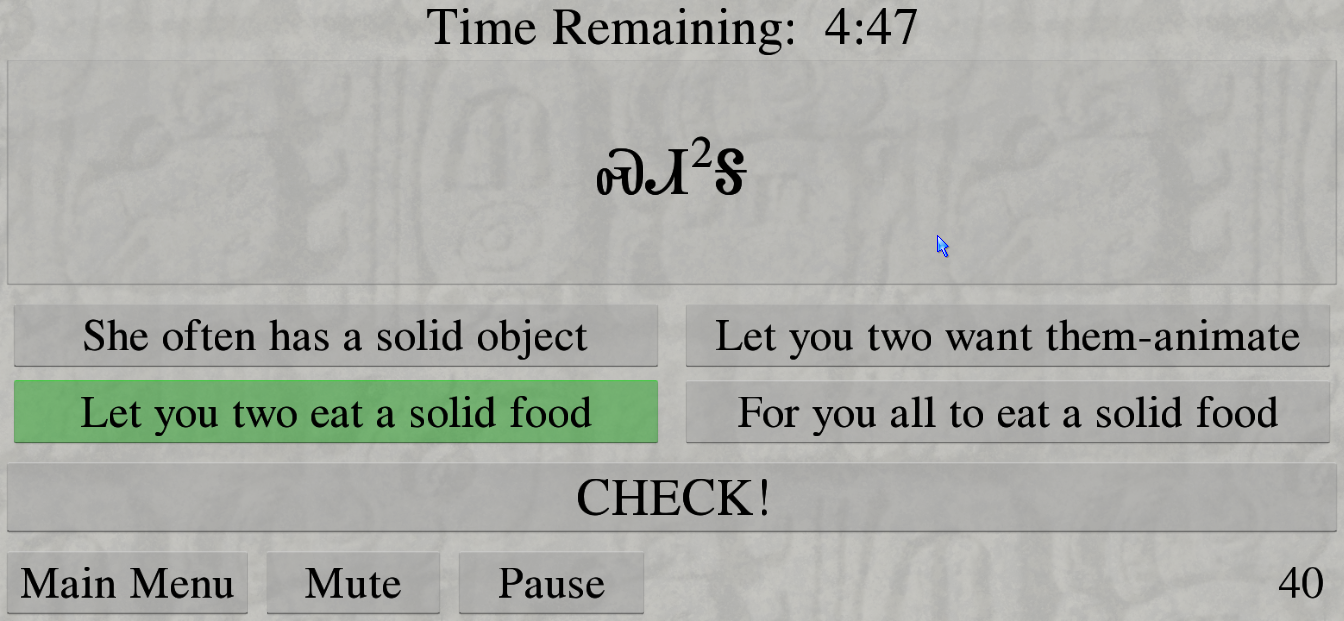 Time Remaining: 4:47
ᏍᏗ²Ꭶ
She often has a solid object
Let you two want them-animate
Let you two eat a solid food
For you all to eat a solid food
CHECK!
Main Menu
Mute
Pause
40